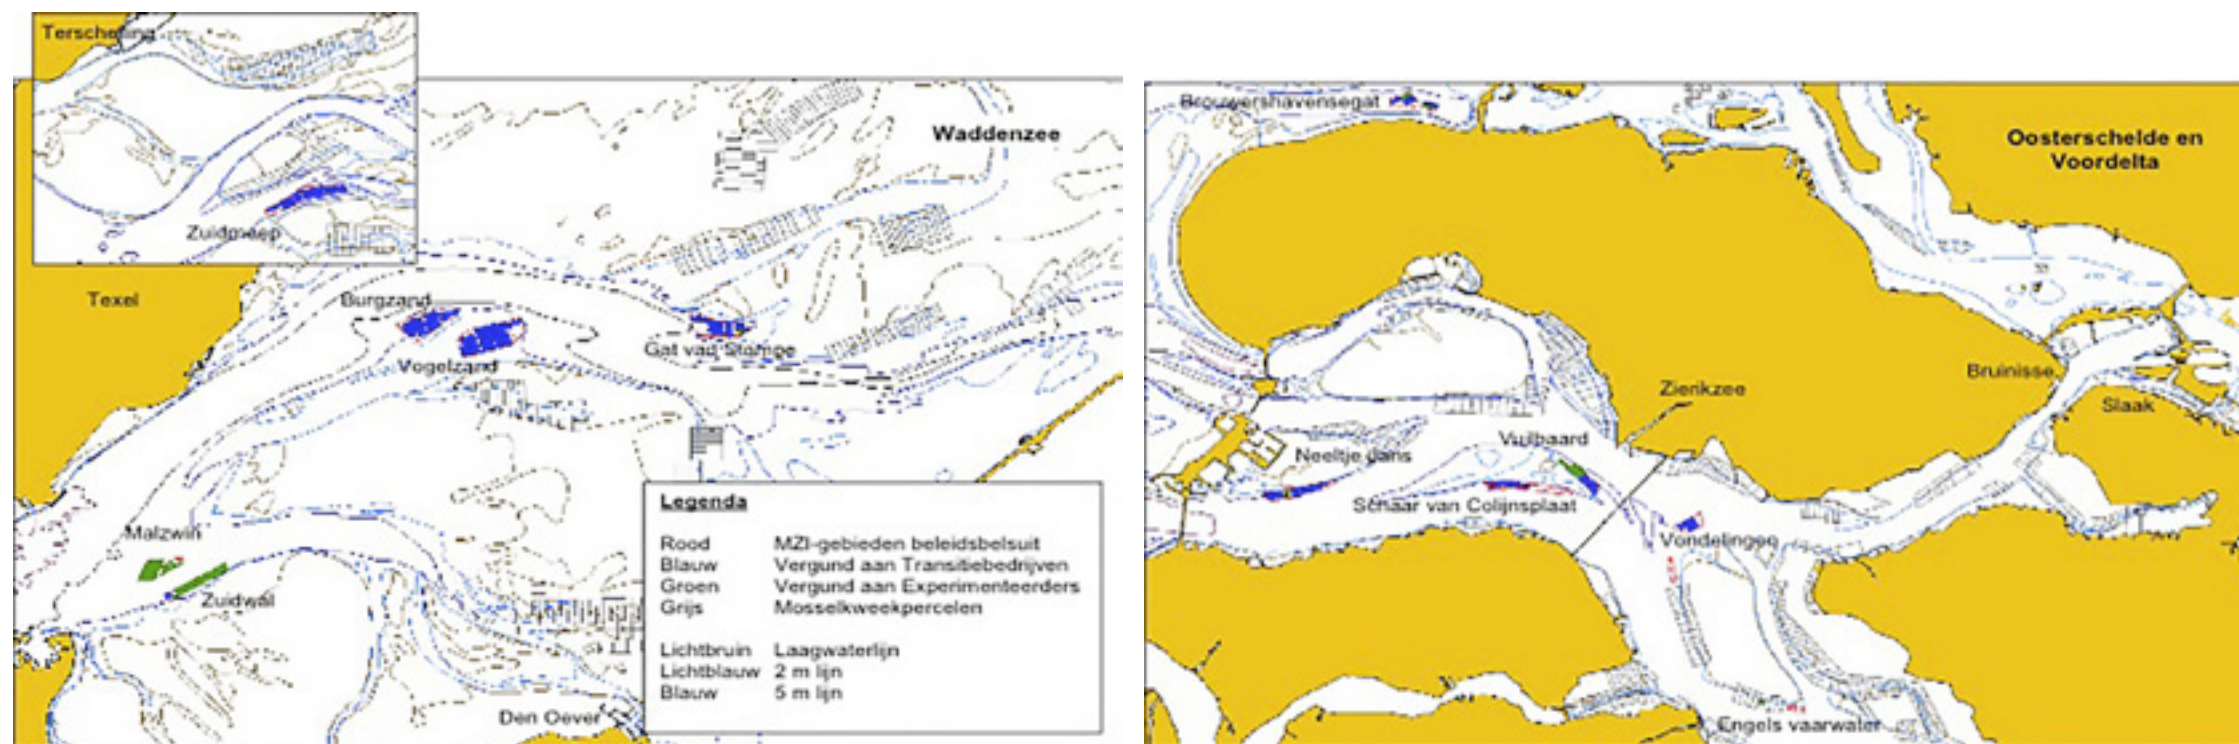 Terschelling
Zuidmeep
Waddenzee
Texel
Burgzand
Vogelzand
Gat van Stompe
Malzwin
Zuidwal
Den Oever
Legenda
Rood MZI-gebieden beleidsbelsuit
Blauw Vergund aan Transitiebedrijven
Groen Vergund aan Experimenteerders
Grijs Mosselkweekpercelen
Lichtbruin Laagwaterlijn
Lichtblauw 2 m lijn
Blauw 5 m lijn
Brouwershavensegat
Oosterschelde en
Voordelta
Bruinisse
Slaak
Zienkzee
Vuilbaard
Neeltje Jans
Schaar van Colijnsplaat
Vondelingen
Engels vaarwater